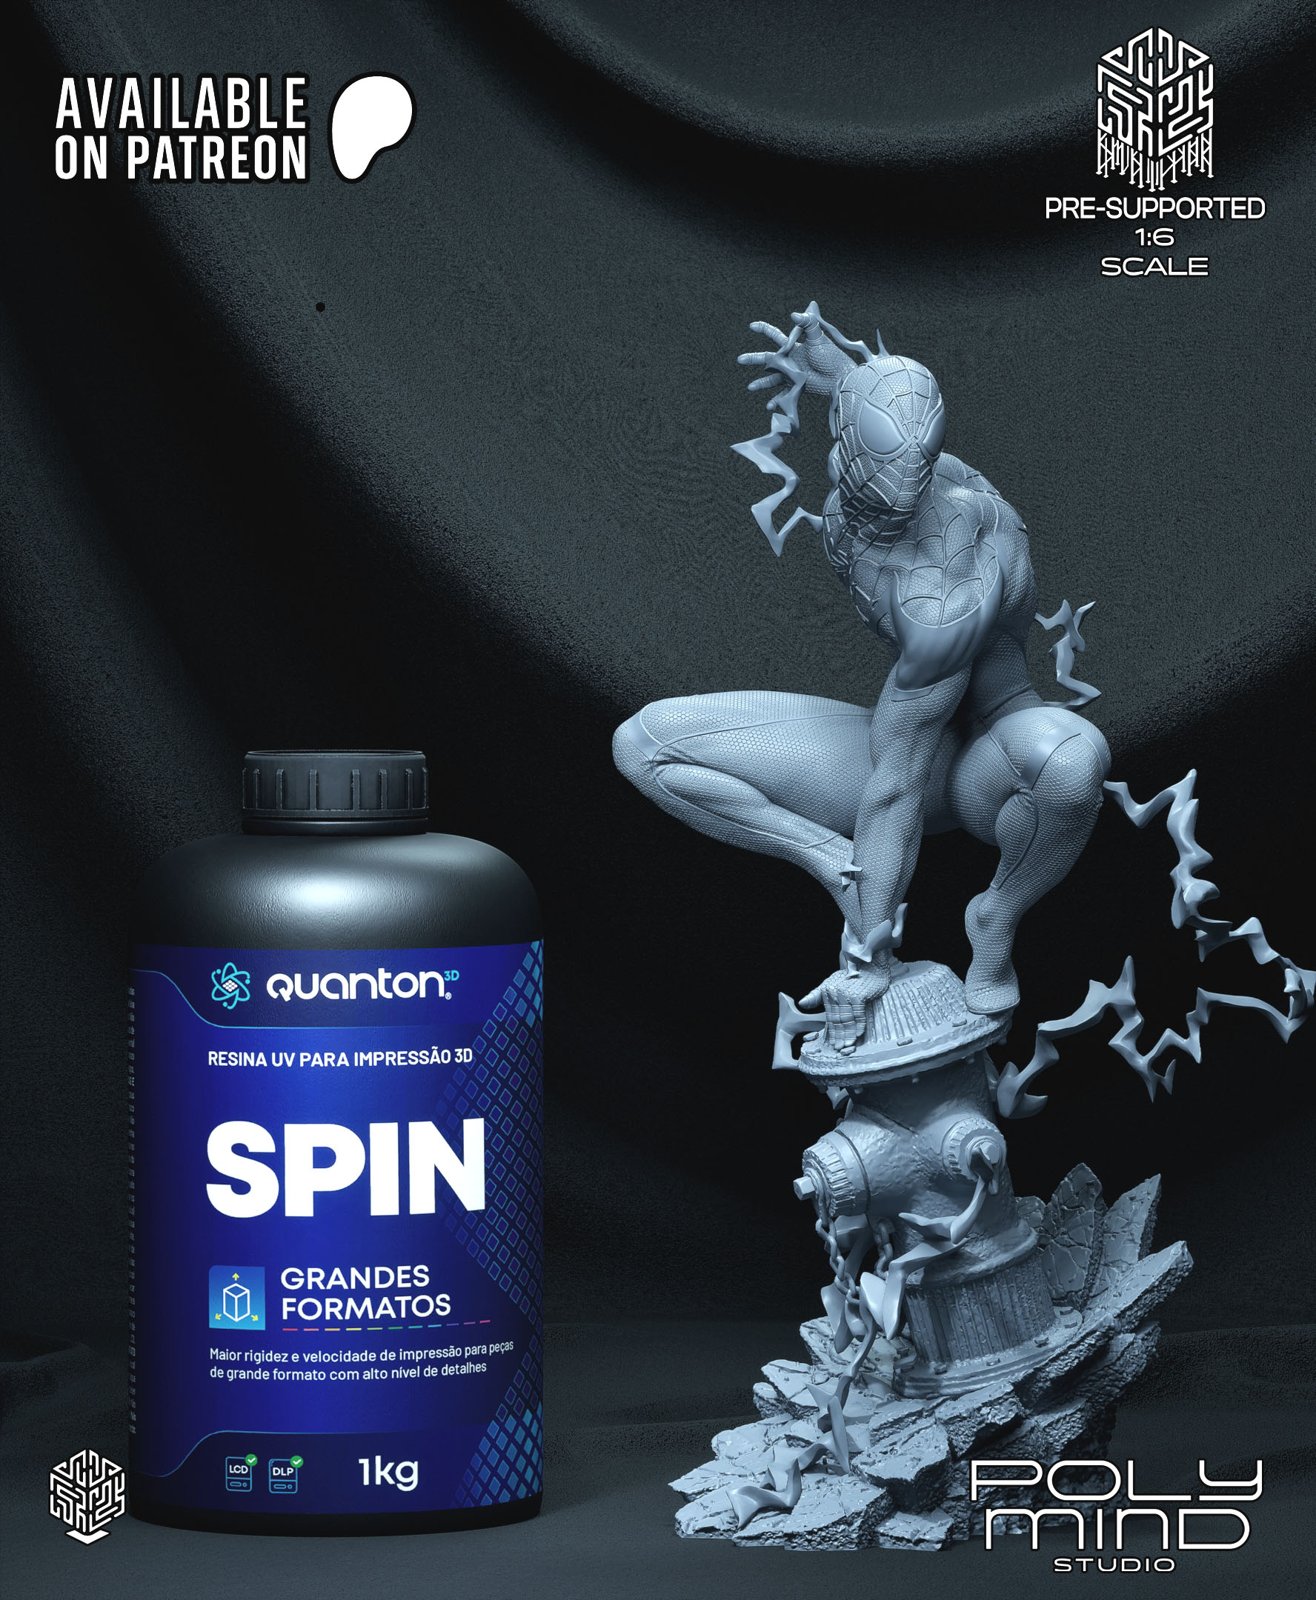 AVAILABLE
ON PATREON
PRE-SUPPORTED
1:6
SCALE
QUANTON3D®
RESINA UV PARA IMPRESSÃO 3D
SPIN
GRANDES
FORMATOS
Maior rigidez e velocidade de impressão para peças
de grande formato com alto nível de detalhes
LCD
DLP
1kg
POLY
MIND
STUDIO